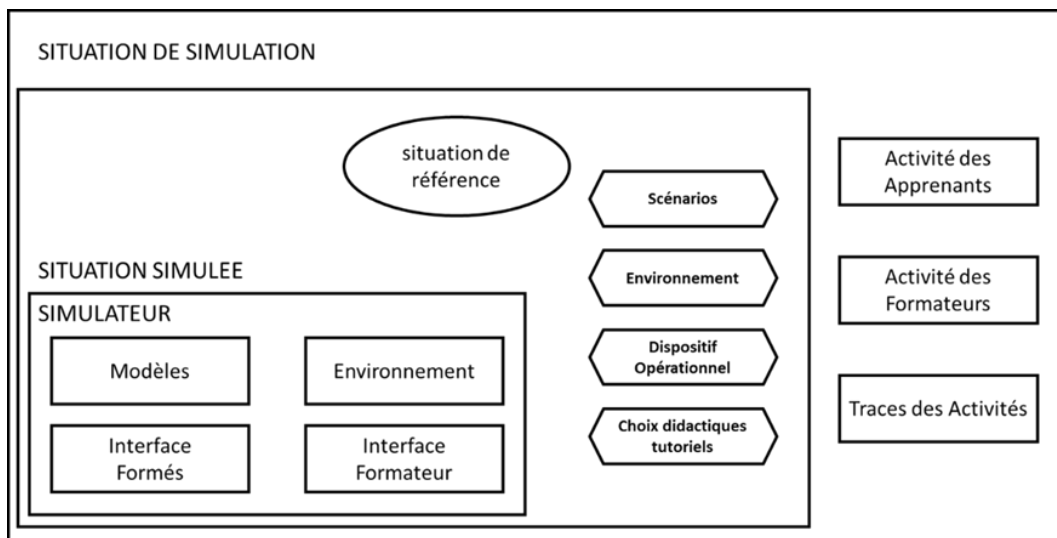 SITUATION DE SIMULATION
situation de
référence
Scénarios
Environnement
Dispositif
Opérationnel
Choix didactiques
tutoriels
SITUATION SIMULEE
SIMULATEUR
Modèles
Environnement
Interface
Formés
Interface
Formateur
Activité des
Apprenants
Activité des
Formateurs
Traces des Activités